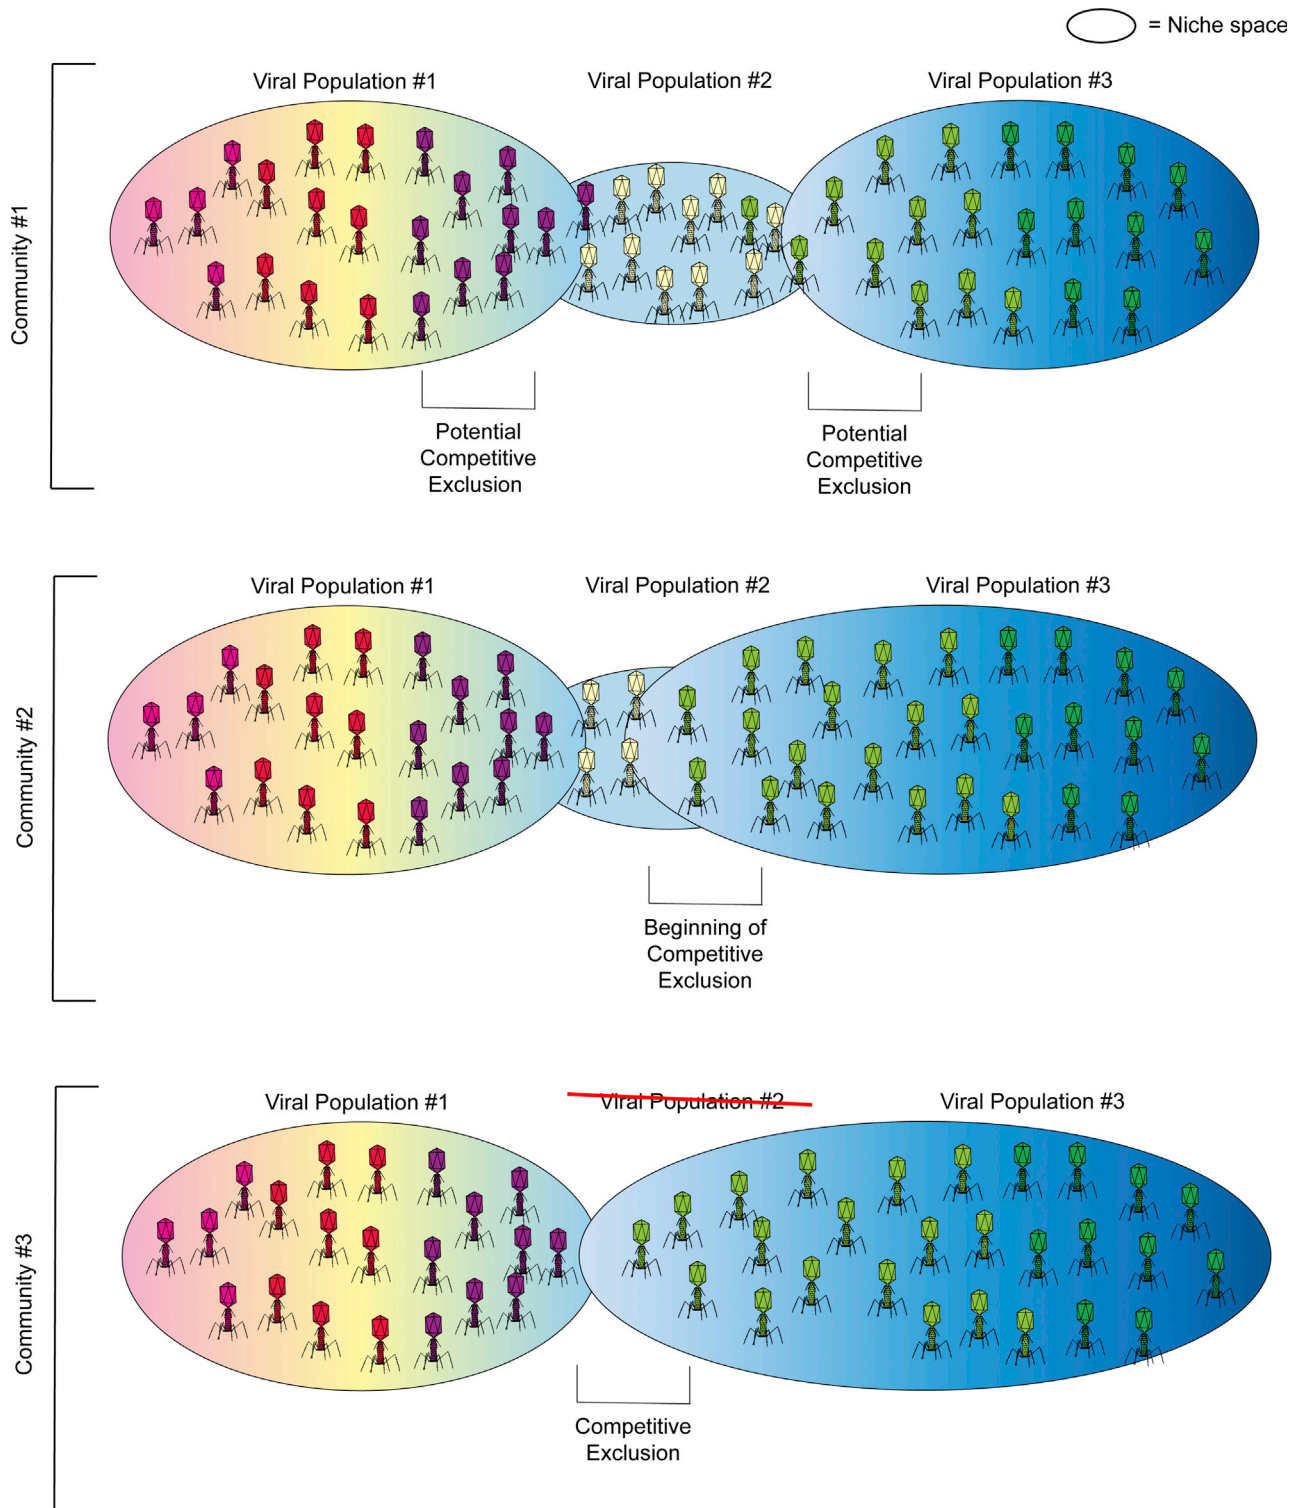 = Niche space
Community #1
Viral Population #1
Viral Population #2
Viral Population #3
Potential
Competitive
Exclusion
Potential
Competitive
Exclusion
Community #2
Viral Population #1
Viral Population #2
Viral Population #3
Beginning of
Competitive
Exclusion
Community #3
Viral Population #1
Viral Population #2
Viral Population #3
Competitive
Exclusion